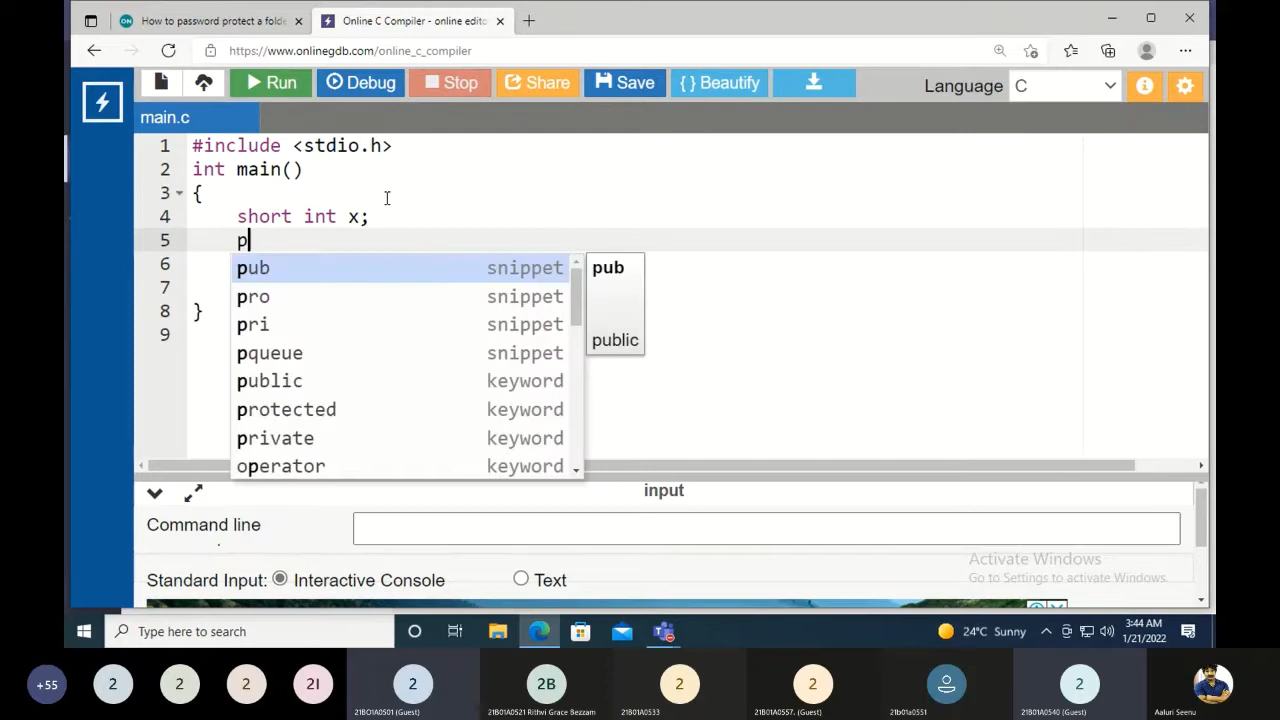 How to password protect a folde
Online C Compiler - online edito
https://www.onlinegdb.com/online_c_compiler
Run Debug Stop Share Save { } Beautify Language C
main.c
1 #include <stdio.h>
2 int main()
3 {
4 short int x;
5 p
6
7
8 }
9
pub snippet
pro snippet
pri snippet
pqueue snippet
public keyword
protected keyword
private keyword
operator keyword
pub
public
input
Command line
Standard Input: Interactive Console Text
Activate Windows
Go to Settings to activate Windows.
Type here to search
24°C Sunny
3:44 AM
1/21/2022
+55 2 2 2 2I 2 2B 2 2 2
21B01A0501 (Guest)
21B01A0521 Rithvi Grace Bezzam
21B01A0533
21B01A0557. (Guest)
21b01a0551
21B01A0540 (Guest)
Aaluri Seenu